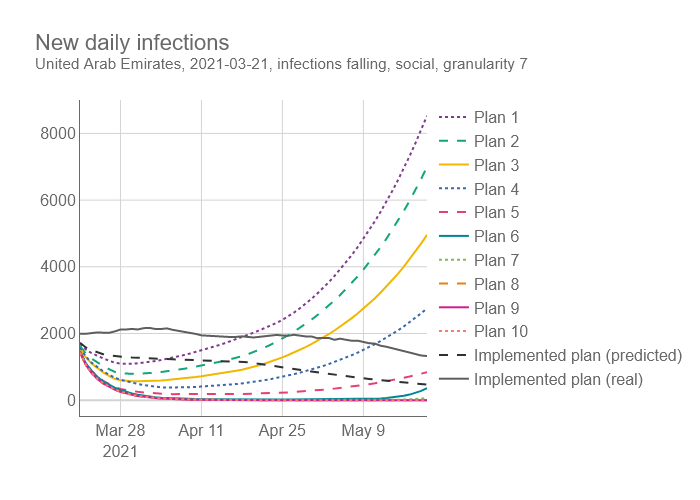 New daily infections
United Arab Emirates, 2021-03-21, infections falling, social, granularity 7
8000
6000
4000
2000
0
Mar 28
2021
Apr 11
Apr 25
May 9
Plan 1
Plan 2
Plan 3
Plan 4
Plan 5
Plan 6
Plan 7
Plan 8
Plan 9
Plan 10
Implemented plan (predicted)
Implemented plan (real)